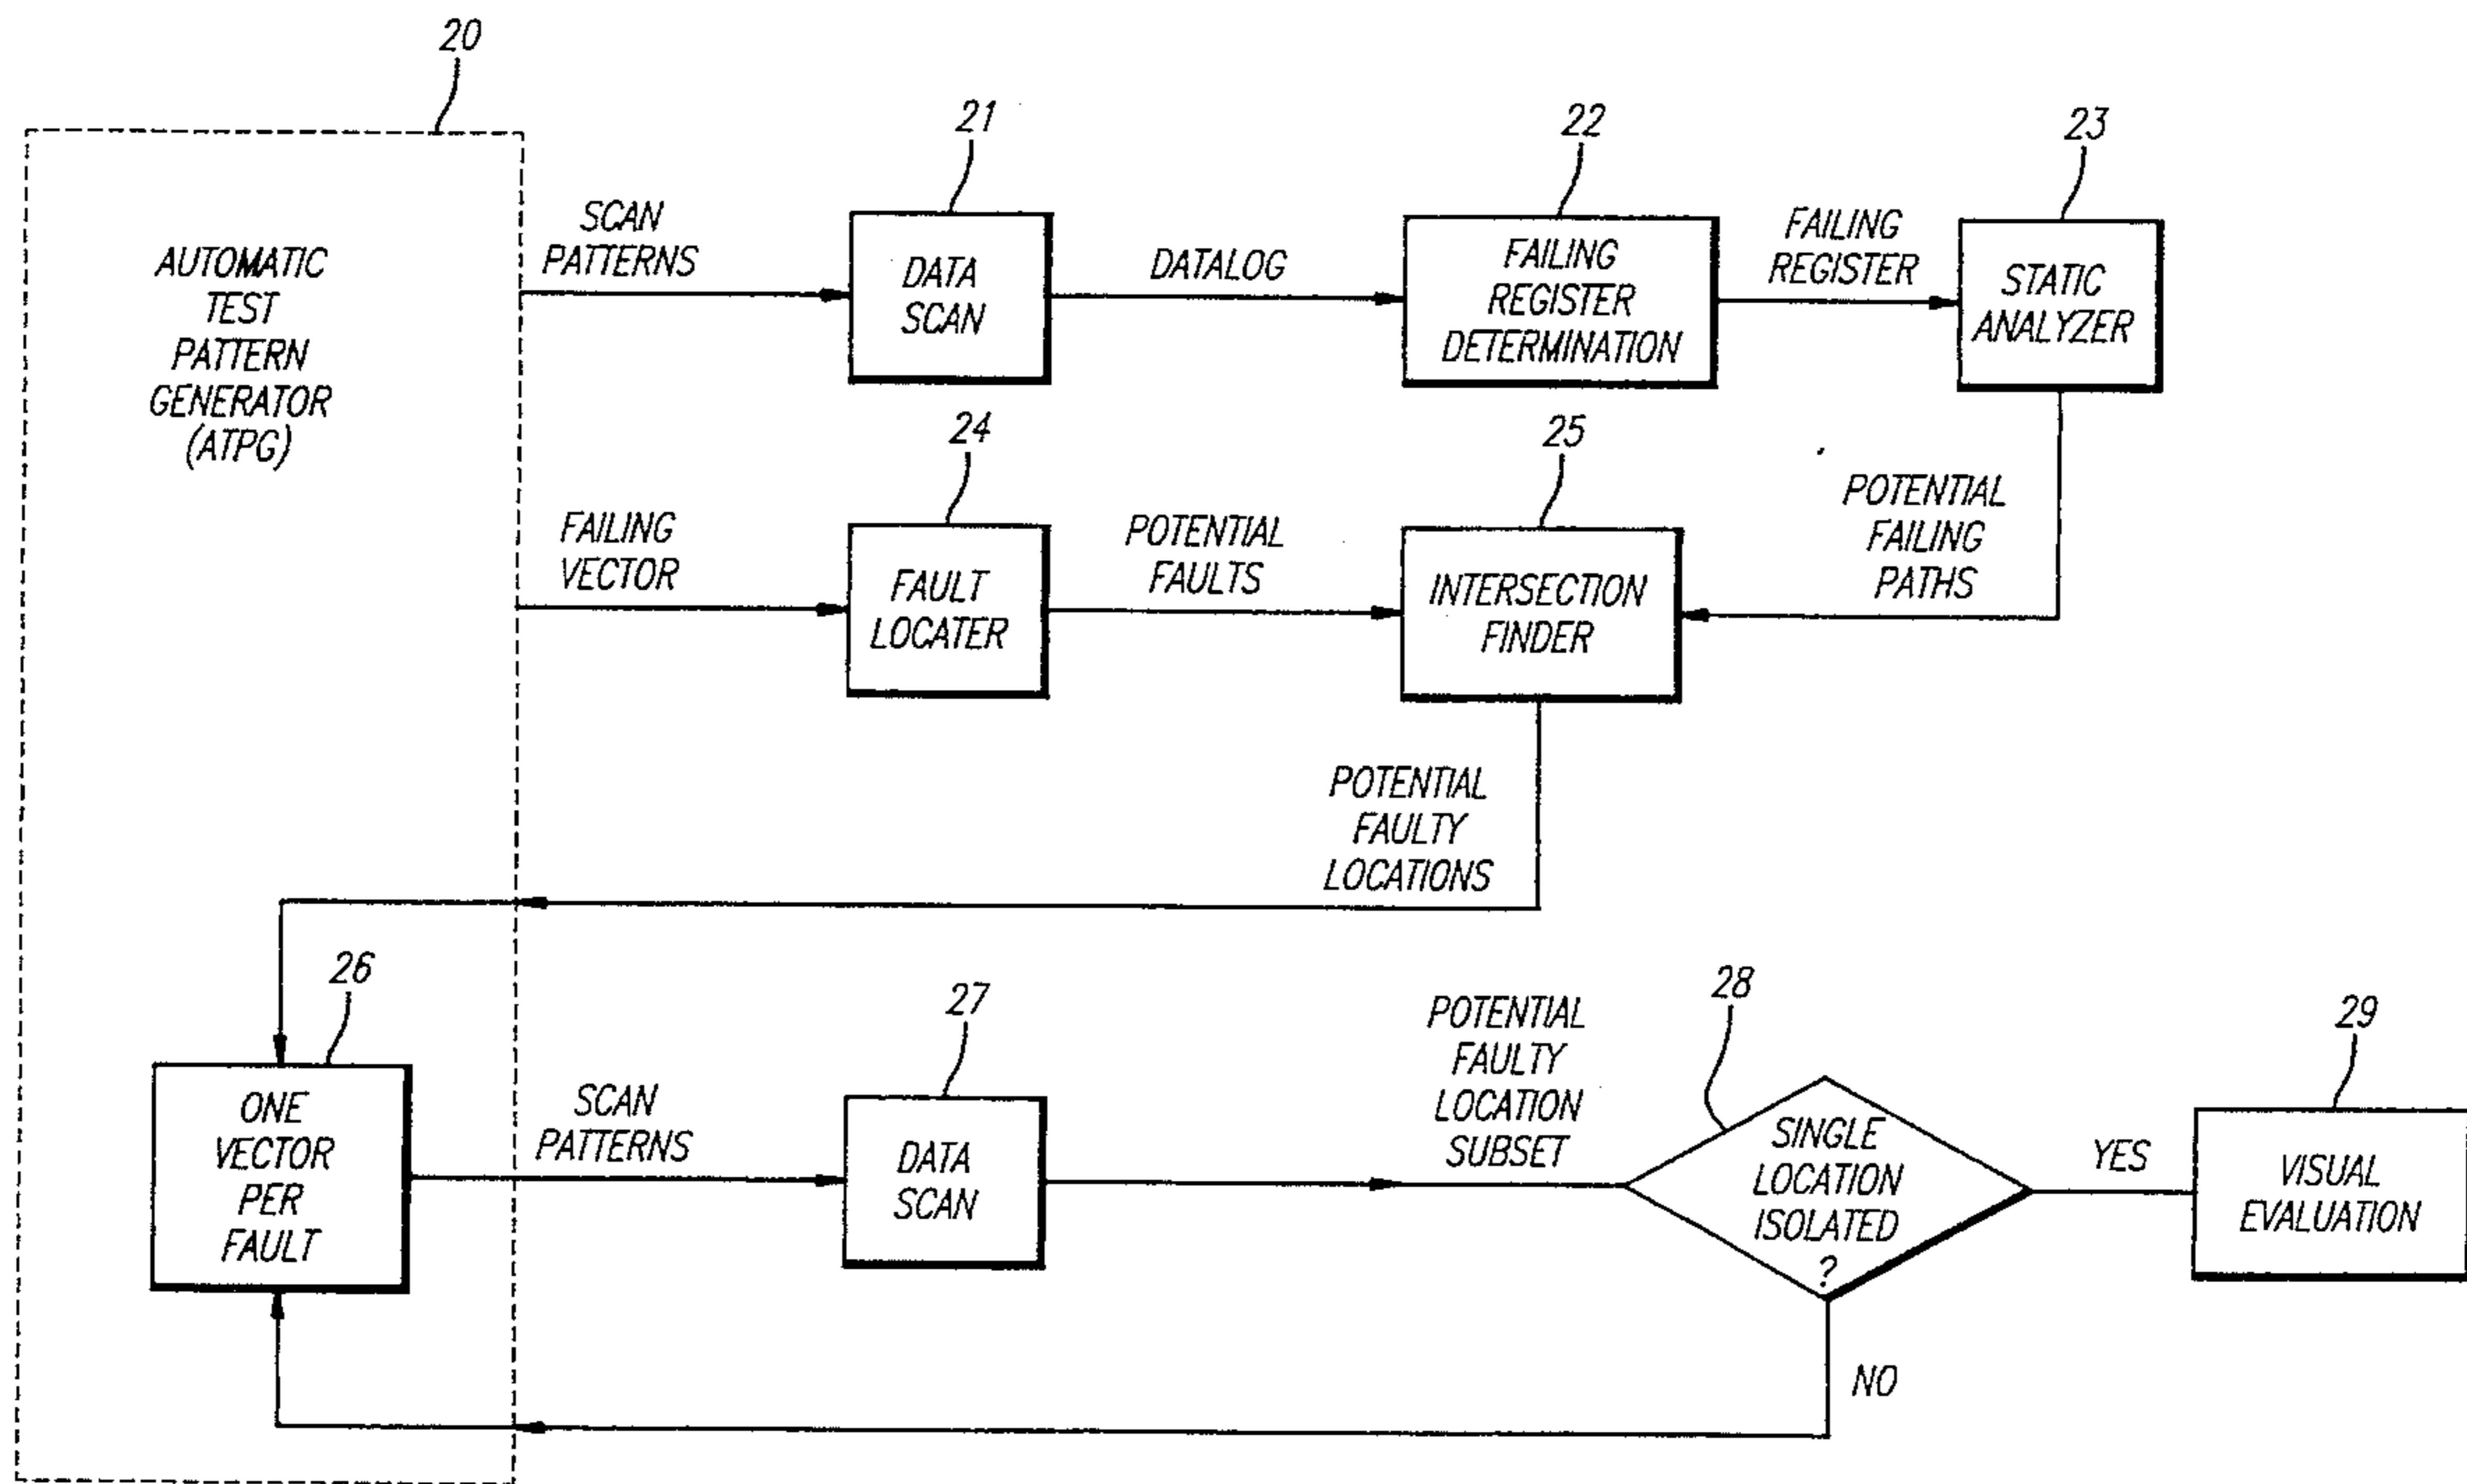 20
21
22
23
AUTOMATIC
TEST
PATTERN
GENERATOR
(ATPG)
SCAN
PATTERNS
DATA
SCAN
DATALOG
FAILING
REGISTER
DETERMINATION
FAILING
REGISTER
STATIC
ANALYZER
24
25
FAILING
VECTOR
FAULT
LOCATER
POTENTIAL
FAULTS
INTERSECTION
FINDER
POTENTIAL
FAILING
PATHS
POTENTIAL
FAULTY
LOCATIONS
26
27
28
29
ONE
VECTOR
PER
FAULT
SCAN
PATTERNS
DATA
SCAN
POTENTIAL
FAULTY
LOCATION
SUBSET
SINGLE
LOCATION
ISOLATED
?
YES
VISUAL
EVALUATION
NO